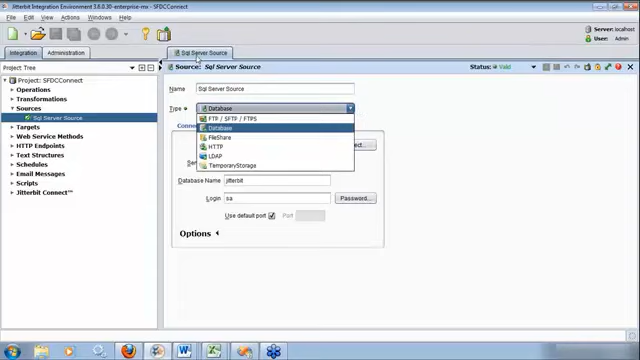 Jitterbit Integration Environment 3.6.0.30-enterprise-mx
File Edit View Actions Windows Help
Server: localhost
User: Admin
Integration Administration
Sql Server Source
Project Tree
Source: Sql Server Source
Status: Valid
Project: SFDCConnect
Operations
Transformations
Sources
Sql Server Source
Targets
Web Service Methods
HTTP Endpoints
Text Documents
Schedules
Email Messages
Scripts
Jitterbit Connect™
Name Sql Server Source
Type Database
FTP / SFTP / FTPS
Database
FileShare
HTTP
LDAP
TemporaryStorage
Database Name jitterbit
Login sa
Password...
Use default port Port
Options